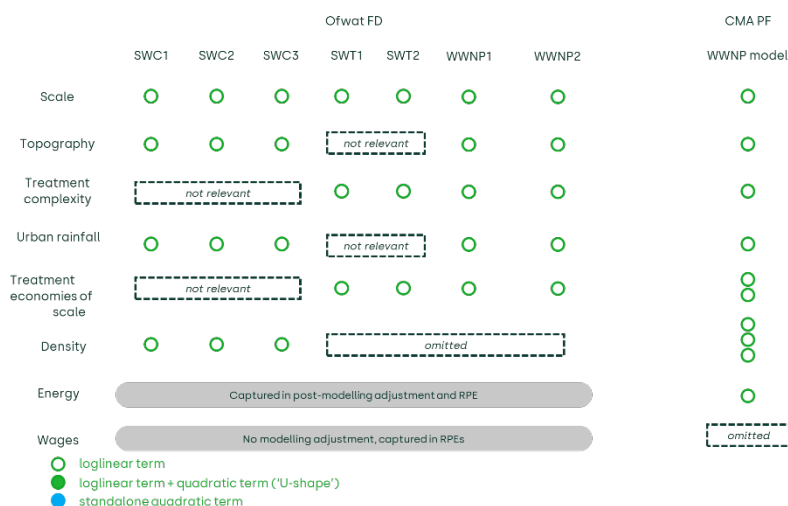 Ofwat FD CMA PF
SWC1 SWC2 SWC3 SWT1 SWT2 WWNP1 WWNP2 WWNP model
Scale
Topography not relevant
Treatment
complexity not relevant
Urban rainfall not relevant
Treatment
economies of
scale not relevant
Density omitted
Energy Captured in post-modelling adjustment and RPE
Wages No modelling adjustment, captured in RPEs omitted
loglinear term
loglinear term + quadratic term ('U-shape')
standalone quadratic term